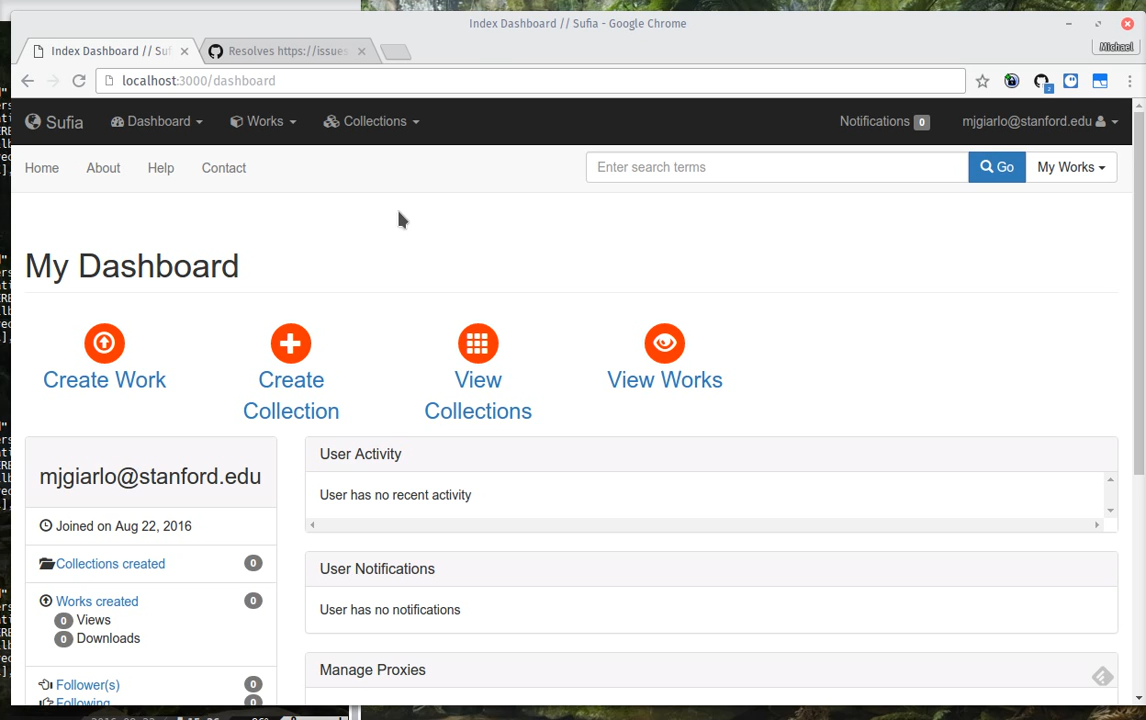 Index Dashboard // Sufia - Google Chrome
Index Dashboard // Suf
Resolves https://issues
Michael
localhost:3000/dashboard
2
Sufia
Dashboard
Works
Collections
Notifications 0
mjgiarlo@stanford.edu
Home
About
Help
Contact
Enter search terms
Go
My Works
My Dashboard
Create Work
Create
Collection
View
Collections
View Works
mjgiarlo@stanford.edu
Joined on Aug 22, 2016
Collections created 0
Works created 0
0 Views
0 Downloads
Follower(s) 0
Following 0
User Activity
User has no recent activity
User Notifications
User has no notifications
Manage Proxies